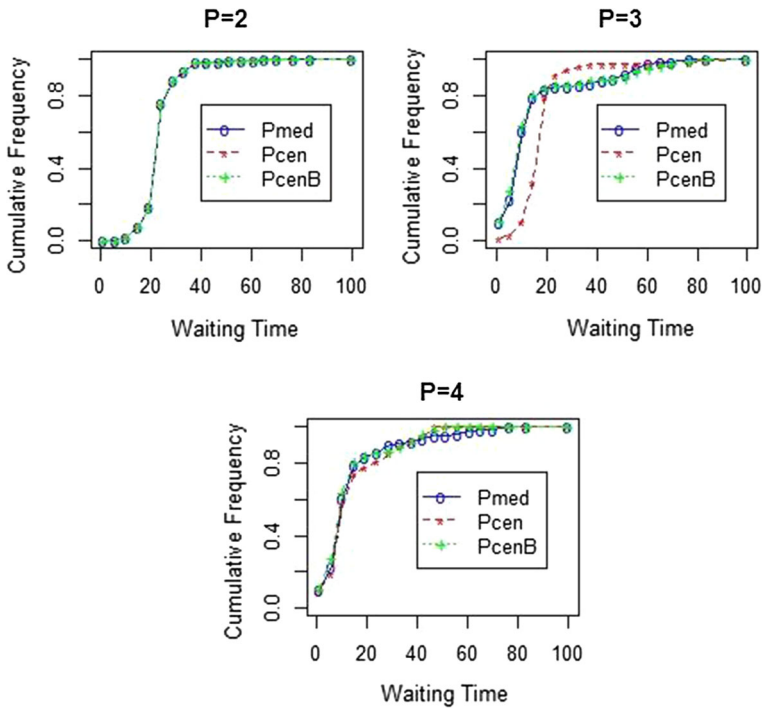 P=2
Cumulative Frequency
0.0 0.4 0.8
Pmed
Pcen
PcenB
0 20 40 60 80 100
Waiting Time
P=3
Cumulative Frequency
0.0 0.4 0.8
Pmed
Pcen
PcenB
0 20 40 60 80 100
Waiting Time
P=4
Cumulative Frequency
0.0 0.4 0.8
Pmed
Pcen
PcenB
0 20 40 60 80 100
Waiting Time